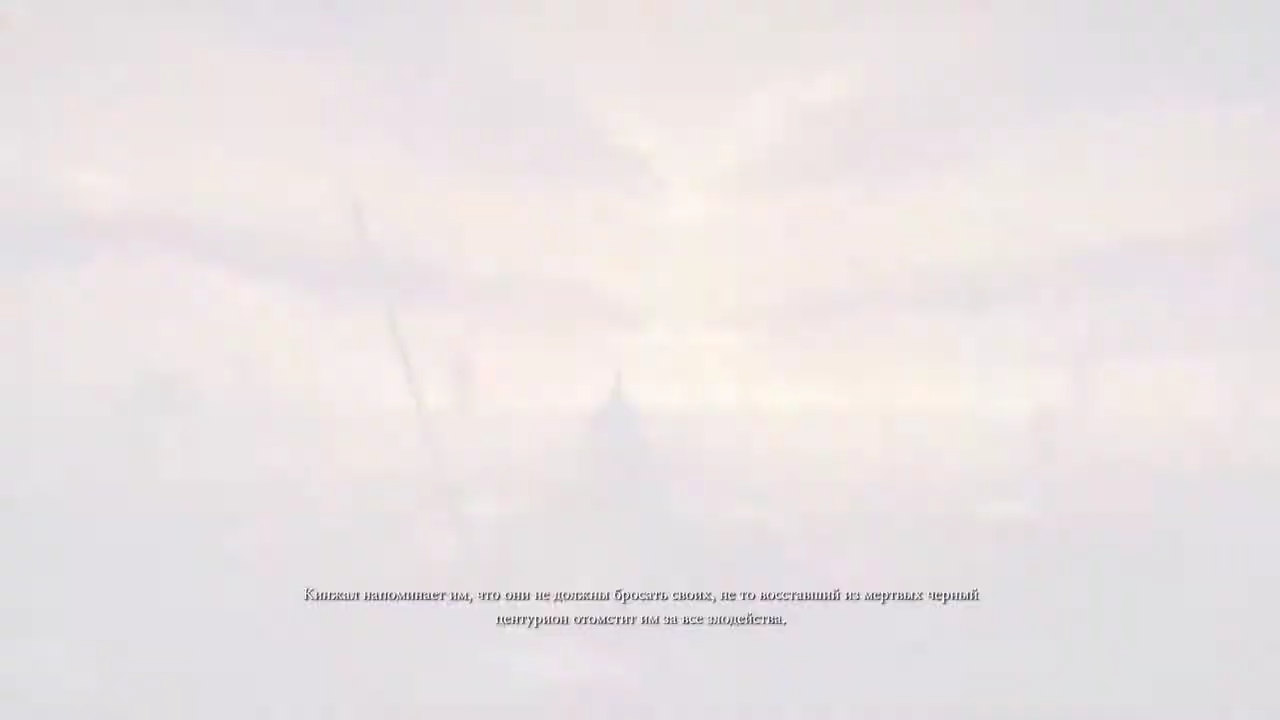 Кинжал напоминает им, что они не должны бросать своих, не то восставший из мертвых черный
центурион отомстит им за все злодейства.